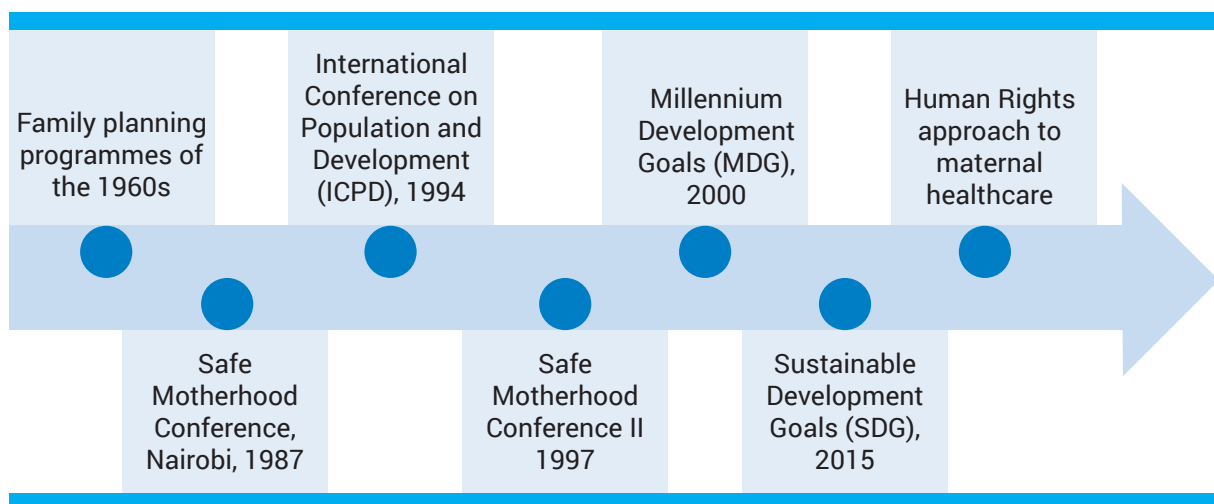 Family planning
programmes of
the 1960s
Safe
Motherhood
Conference,
Nairobi, 1987
International
Conference on
Population and
Development
(ICPD), 1994
Safe
Motherhood
Conference II
1997
Millennium
Development
Goals (MDG),
2000
Sustainable
Development
Goals (SDG),
2015
Human Rights
approach to
maternal
healthcare